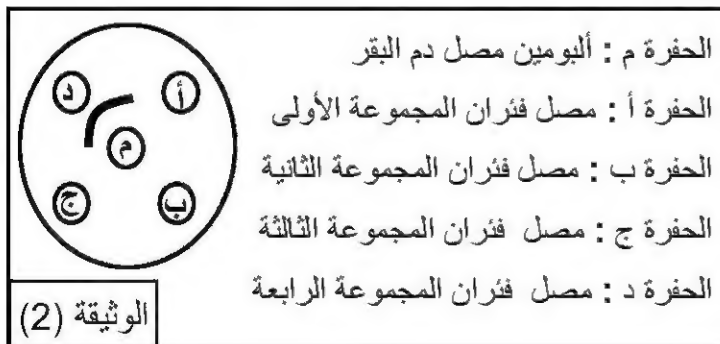 الحفرة م : ألبومين مصل دم البقر
الحفرة أ : مصل فئران المجموعة الأولى
الحفرة ب : مصل فئران المجموعة الثانية
الحفرة ج : مصل فئران المجموعة الثالثة
الحفرة د : مصل فئران المجموعة الرابعة
د
أ
م
ج
ب
الوثيقة (2)